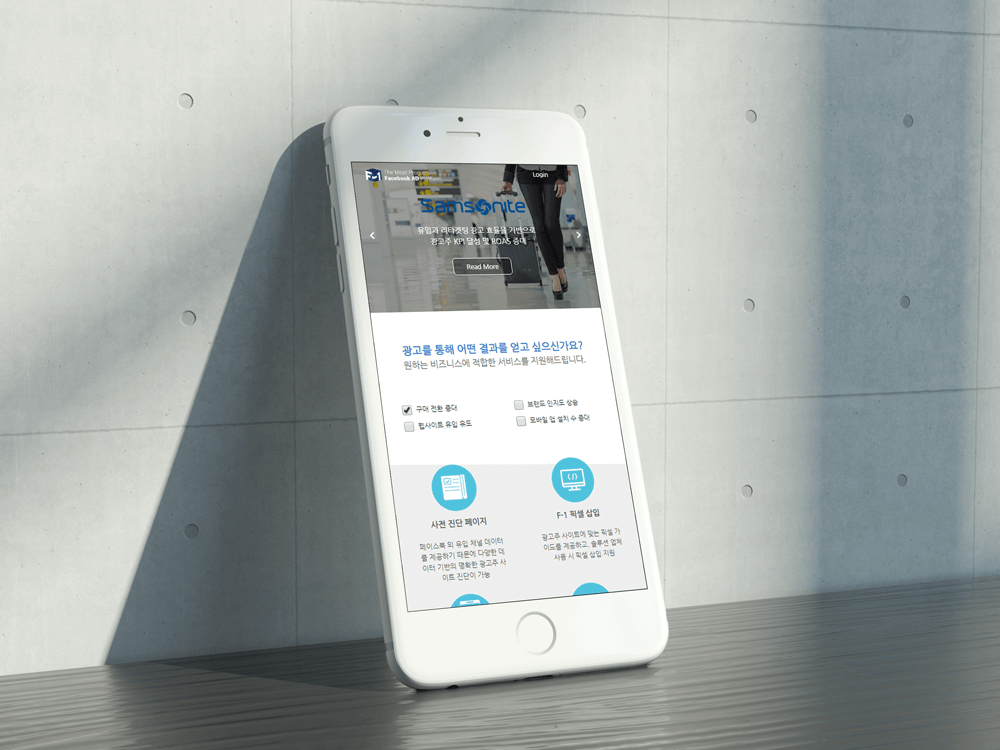 F-1
The Most Pro
Facebook AD
Login
Samsonite
유입과 리타겟팅 광고 효율을 기반으로
광고주 KPI 달성 및 ROAS 증대
Read More
광고를 통해 어떤 결과를 얻고 싶으신가요?
원하는 비즈니스에 적합한 서비스를 지원해드립니다.
구매 전환 증대
브랜드 인지도 상승
웹사이트 유입 유도
모바일 앱 설치 수 증대
사전 진단 페이지
F-1 픽셀 삽입
페이스북 외 유입 채널 데이터
를 제공하기 때문에 다양한 데
이터 기반의 명확한 광고주 사
이트 진단이 가능
광고주 사이트에 맞는 픽셀 가
이드를 제공하고, 솔루션 업체
사용 시 픽셀 삽입 지원